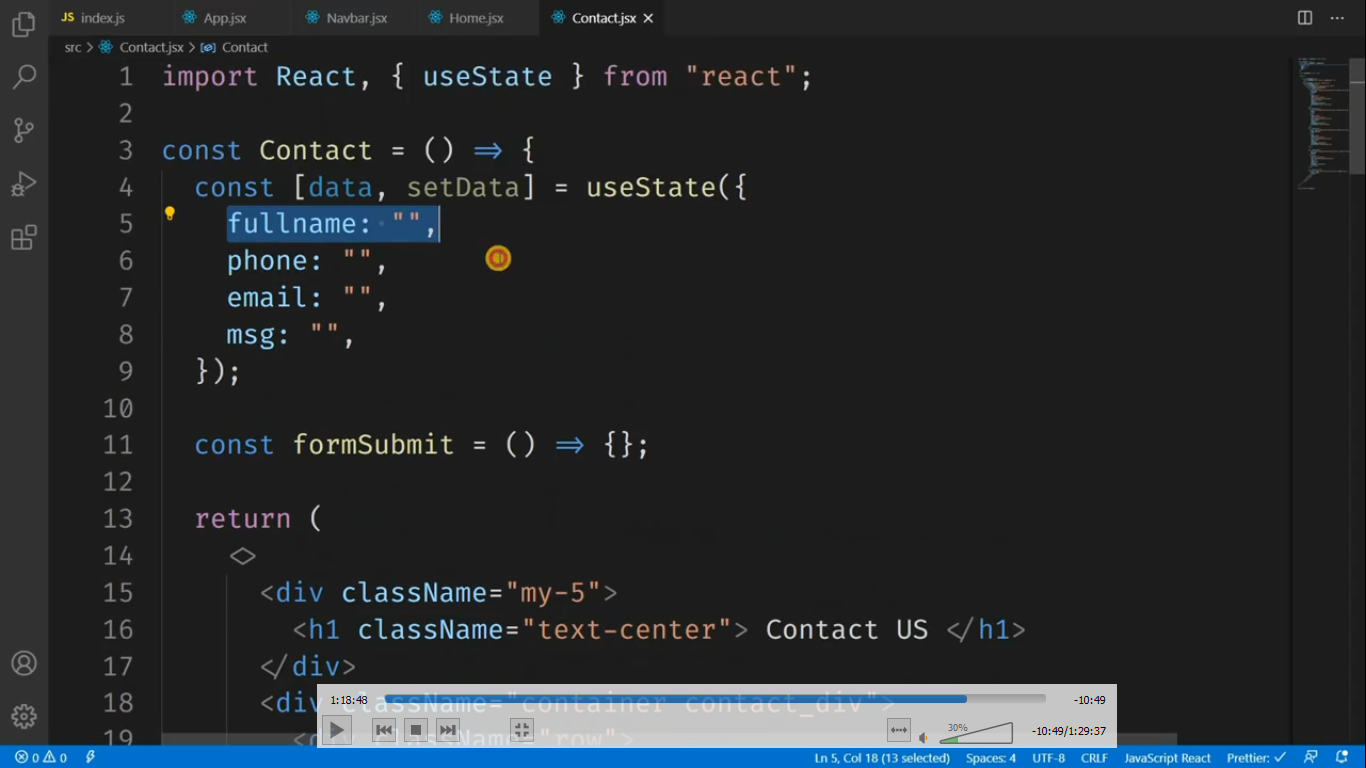 JS index.js App.jsx Navbar.jsx Home.jsx Contact.jsx ×
src > Contact.jsx > Contact
1 import React, { useState } from "react";
2
3 const Contact = () => {
4 const [data, setData] = useState({
5 fullname: "",
6 phone: "",
7 email: "",
8 msg: "",
9 });
10
11 const formSubmit = () => {};
12
13 return (
14 <>
15 <div className="my-5">
16 <h1 className="text-center"> Contact US </h1>
17 </div>
18 <div className="container contact_div">
19 <div className="row">
1:18:48 -10:49
30% -10:49/1:29:37
0 0 Ln 5, Col 18 (13 selected) Spaces: 4 UTF-8 CRLF JavaScript React Prettier: ✓